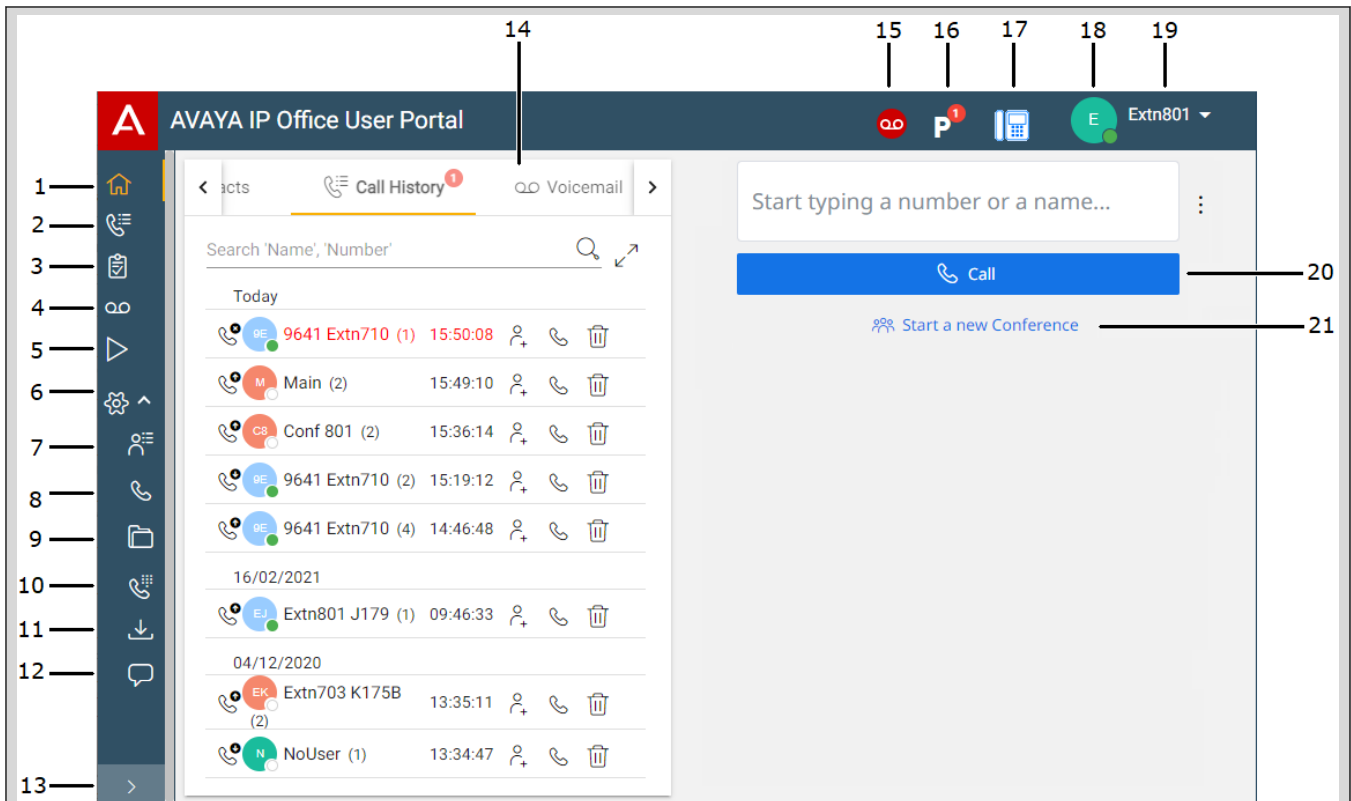 14
15 16 17 18 19
AVAYA IP Office User Portal
P 1
E Extn801
1
2
3
4
5
6
7
8
9
10
11
12
13
acts Call History 1 Voicemail
Search 'Name', 'Number'
Today
9E 9641 Extn710 (1) 15:50:08
M Main (2) 15:49:10
C8 Conf 801 (2) 15:36:14
9E 9641 Extn710 (2) 15:19:12
9E 9641 Extn710 (4) 14:46:48
16/02/2021
EJ Extn801 J179 (1) 09:46:33
04/12/2020
EK Extn703 K175B 13:35:11
(2)
N NoUser (1) 13:34:47
Start typing a number or a name...
Call
20
Start a new Conference
21